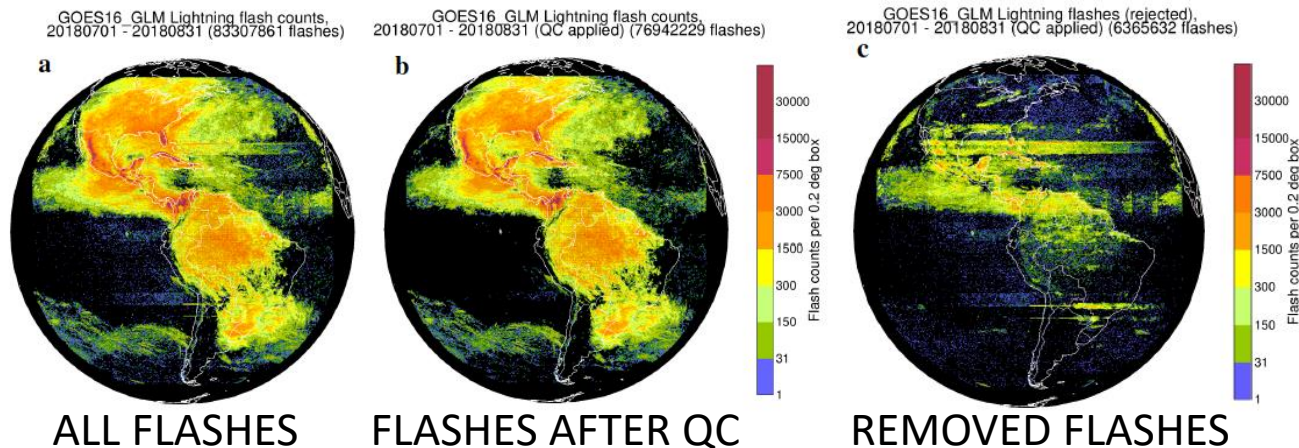 GOES16_GLM Lightning flash counts,
20180701 - 20180831 (83307861 flashes)
a
GOES16_GLM Lightning flash counts,
20180701 - 20180831 (QC applied) (76942229 flashes)
b
30000
15000
7500
3000
1500
300
150
31
1
Flash counts per 0.2 deg box
GOES16_GLM Lightning flashes (rejected),
20180701 - 20180831 (QC applied) (6365632 flashes)
c
30000
15000
7500
3000
1500
300
150
31
1
Flash counts per 0.2 deg box
ALL FLASHES
FLASHES AFTER QC
REMOVED FLASHES